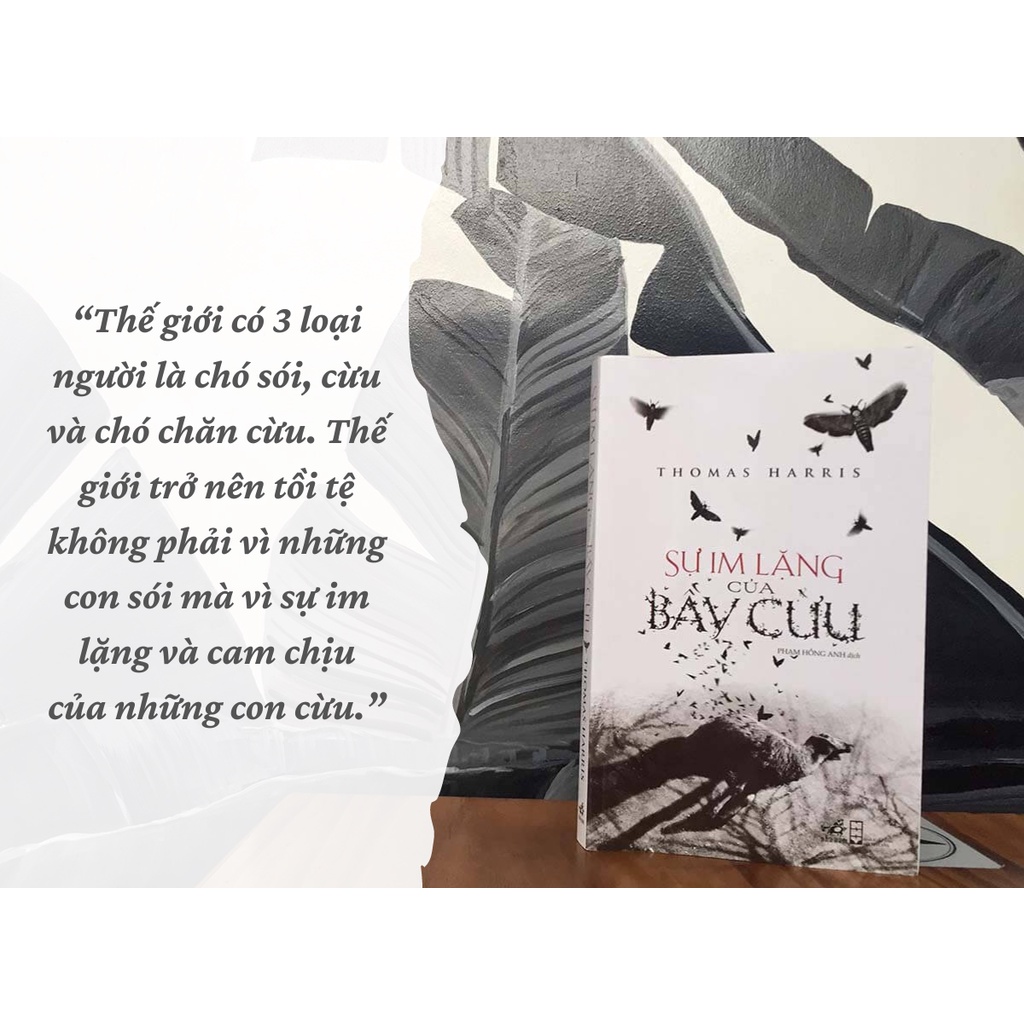 “Thế giới có 3 loại
người là chó sói, cừu
và chó chăn cừu. Thế
giới trở nên tồi tệ
không phải vì những
con sói mà vì sự im
lặng và cam chịu
của những con cừu.”
THOMAS HARRIS
SỰ IM LẶNG
CỦA
BẦY CỪU
PHẠM HỒNG ANH dịch
THOMAS HARRIS